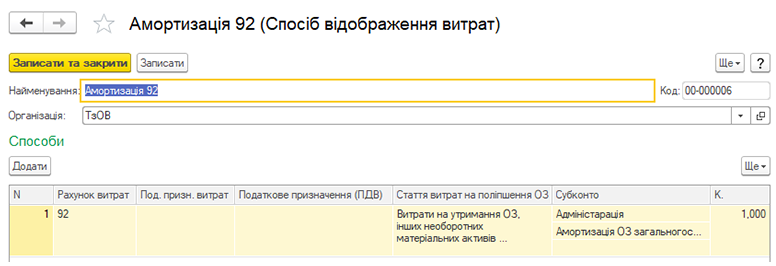 Амортизація 92 (Спосіб відображення витрат)
Записати та закрити Записати Ще ?
Найменування: Амортизація 92 Код: 00-000006
Організація: ТзОВ
Способи
Додати Ще
N Рахунок витрат Под. призн. витрат Податкове призначення (ПДВ) Стаття витрат на поліпшення ОЗ Субконто К.
1 92 Витрати на утримання ОЗ, Адміністарація 1,000
інших необоротних Амортизація ОЗ загальногос...
матеріальних активів ...